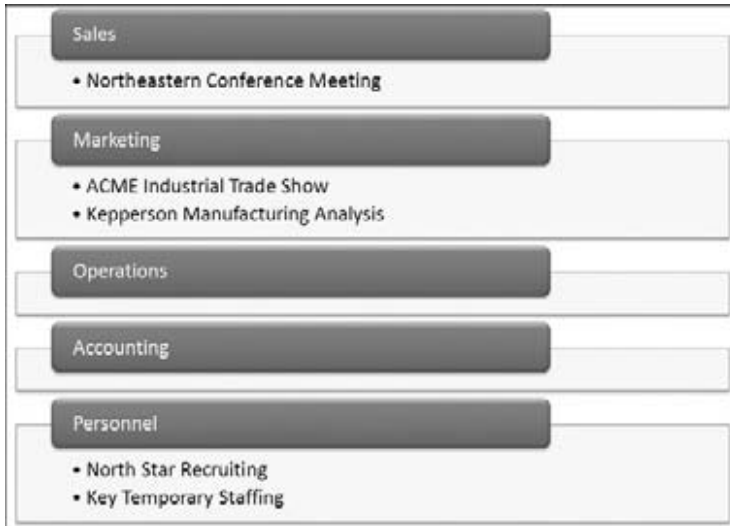 Sales
• Northeastern Conference Meeting
Marketing
• ACME Industrial Trade Show
• Kepperson Manufacturing Analysis
Operations
Accounting
Personnel
• North Star Recruiting
• Key Temporary Staffing